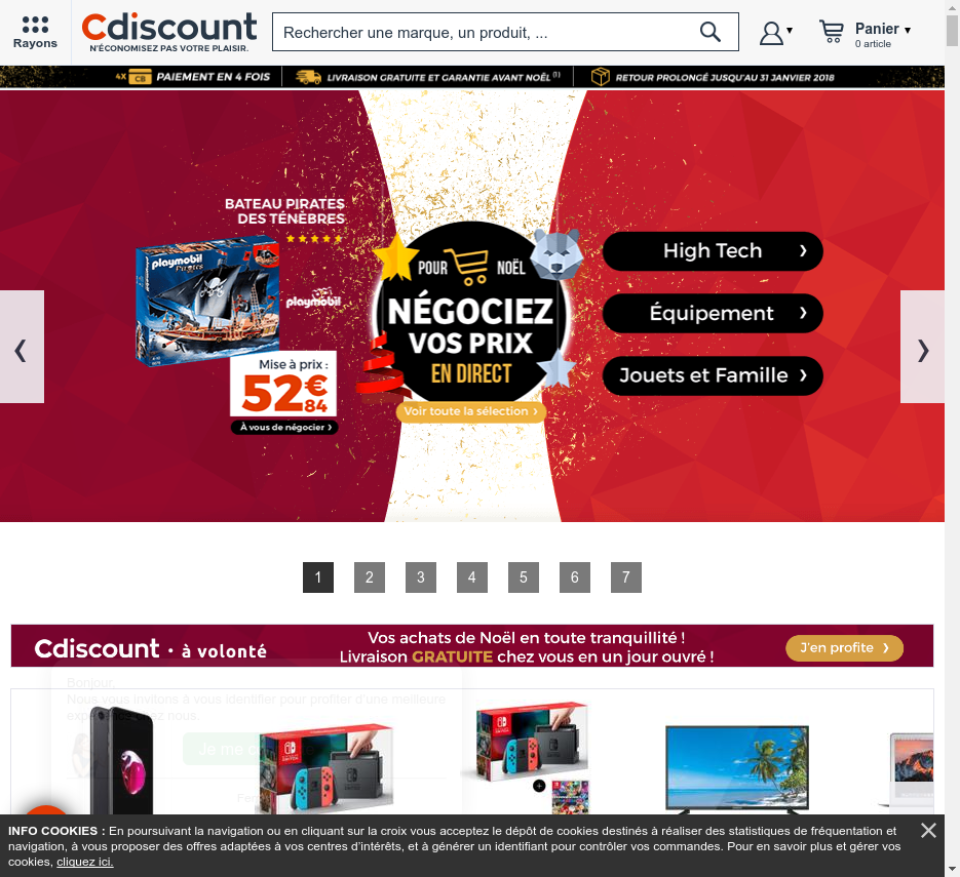 Rayons
Cdiscount
N'ÉCONOMISEZ PAS VOTRE PLAISIR.
Rechercher une marque, un produit, ...
Panier
0 article
4X CB PAIEMENT EN 4 FOIS
LIVRAISON GRATUITE ET GARANTIE AVANT NOËL (1)
RETOUR PROLONGÉ JUSQU'AU 31 JANVIER 2018
BATEAU PIRATES
DES TÉNÈBRES
playmobil
Pirates
playmobil
Mise à prix :
52€84
À vous de négocier ›
POUR NOËL
NÉGOCIEZ
VOS PRIX
EN DIRECT
Voir toute la sélection ›
High Tech ›
Équipement ›
Jouets et Famille ›
1 2 3 4 5 6 7
Cdiscount · à volonté
Vos achats de Noël en toute tranquillité !
Livraison GRATUITE chez vous en un jour ouvré !
J'en profite ›
Bonjour,
Nous vous invitons à vous identifier pour profiter d'une meilleure
nous.
Je me
INFO COOKIES : En poursuivant la navigation ou en cliquant sur la croix vous acceptez le dépôt de cookies destinés à réaliser des statistiques de fréquentation et
navigation, à vous proposer des offres adaptées à vos centres d'intérêts, et à générer un identifiant pour contrôler vos commandes. Pour en savoir plus et gérer vos
cookies, cliquez ici.